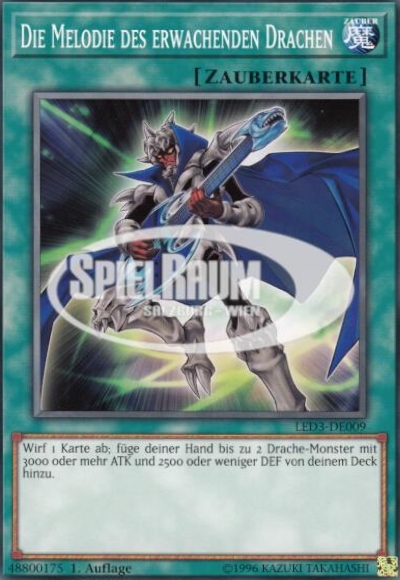 Die Melodie des erwachenden Drachen
ZAUBER
魔
[ZAUBERKARTE]
SPIELRAUM
SALZBURG - WIEN
LED3-DE009
Wirf 1 Karte ab; füge deiner Hand bis zu 2 Drache-Monster mit
3000 oder mehr ATK und 2500 oder weniger DEF von deinem Deck
hinzu.
48800175 1. Auflage ©1996 KAZUKI TAKAHASHI